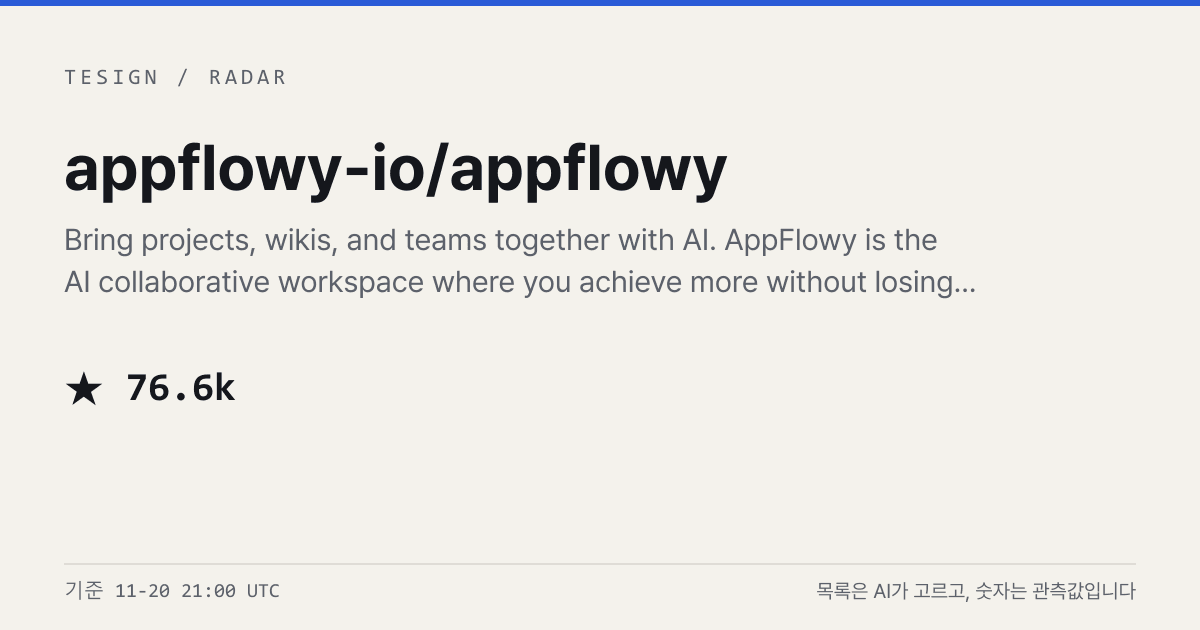 TESIGN / RADAR
appflowy-io/appflowy
Bring projects, wikis, and teams together with AI. AppFlowy is the
AI collaborative workspace where you achieve more without losing…
★ 76.6k
기준 11-20 21:00 UTC
목록은 AI가 고르고, 숫자는 관측값입니다